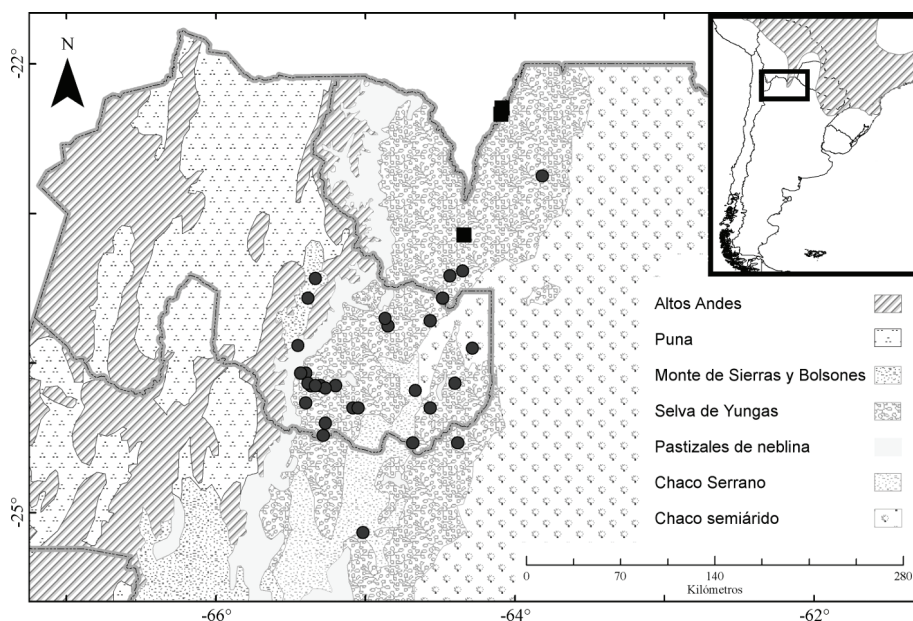 -22°
N
Altos Andes
Puna
Monte de Sierras y Bolsones
Selva de Yungas
Pastizales de neblina
Chaco Serrano
Chaco semiárido
-25°
0 70 140 280
Kilómetros
-66° -64° -62°